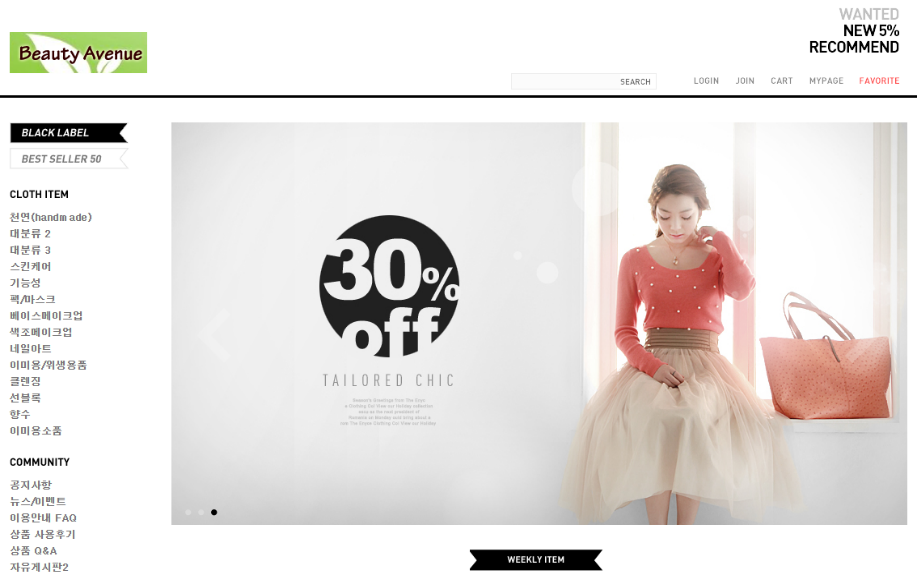 WANTED
NEW 5%
RECOMMEND
Beauty Avenue
SEARCH
LOGIN
JOIN
CART
MYPAGE
FAVORITE
BLACK LABEL
BEST SELLER 50
CLOTH ITEM
천연(handmade)
대분류 2
대분류 3
스킨케어
기능성
팩/마스크
베이스메이크업
색조메이크업
네일아트
이미용/위생용품
클렌징
선블록
향수
이미용소품
COMMUNITY
공지사항
뉴스/이벤트
이용안내 FAQ
상품 사용후기
상품 Q&A
자유게시판2
30%
off
TAILORED CHIC
WEEKLY ITEM